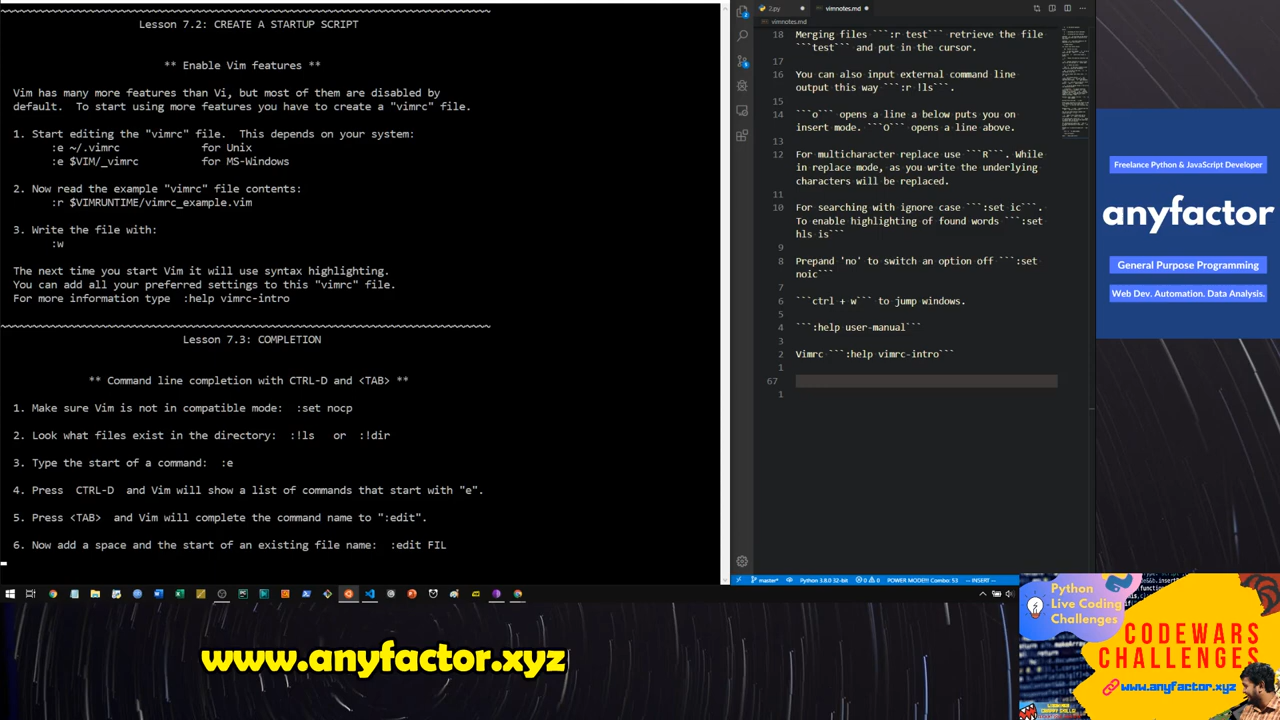 Lesson 7.2: CREATE A STARTUP SCRIPT
** Enable Vim features **
Vim has many more features thanVi, but most of them are disabled by
default. To start using more features you have to create a "vimrc" file.
1. Start editing the "vimrc" file. This depends on your system:
:e ~/.vimrc for Unix
:e $VIM/_vimrc for MS-Windows
2. Now read the example "vimrc" file contents:
:r $VIMRUNTIME/vimrc_example.vim
3. Write the file with:
:w
The next time you start Vim it will use syntax highlighting.
You can add all your preferred settings to this "vimrc" file.
For more information type :help vimrc-intro
Lesson 7.3: COMPLETION
** Command line completion with CTRL-D and <TAB> **
1. Make sure Vim is not in compatible mode: :set nocp
2. Look what files exist in the directory: :!ls or :!dir
3. Type the start of a command: :e
4. Press CTRL-D and Vim will show a list of commands that start with "e".
5. Press <TAB> and Vim will complete the command name to ":edit".
6. Now add a space and the start of an existing file name: :edit FIL
2.py
vimnotes.md
vimnotes.md
18 Merging files ```:r test``` retrieve the file
```test``` and put in the cursor.
17
16 can also input external command line
output this way ```:r !ls```.
15
14 ```o``` opens a line a below puts you on
insert mode. ```O``` opens a line above.
13
12 For multicharacter replace use ```R```. While
in replace mode, as you write the underlying
characters will be replaced.
11
10 For searching with ignore case ```:set ic```.
To enable highlighting of found words ```:set
hls is```
9
8 Prepand 'no' to switch an option off ```:set
noic```
7
6 ```ctrl + w``` to jump windows.
5
4 ```:help user-manual```
3
2 Vimrc ```:help vimrc-intro```
1
67
1
master* Python 3.8.0 32-bit 0 0 POWER MODE!!! Combo: 53 -- INSERT --
Freelance Python & JavaScript Developer
anyfactor
General Purpose Programming
Web Dev. Automation. Data Analysis.
www.anyfactor.xyz
Python
Live Coding
Challenges
CODEWARS
CHALLENGES
www.anyfactor.xyz